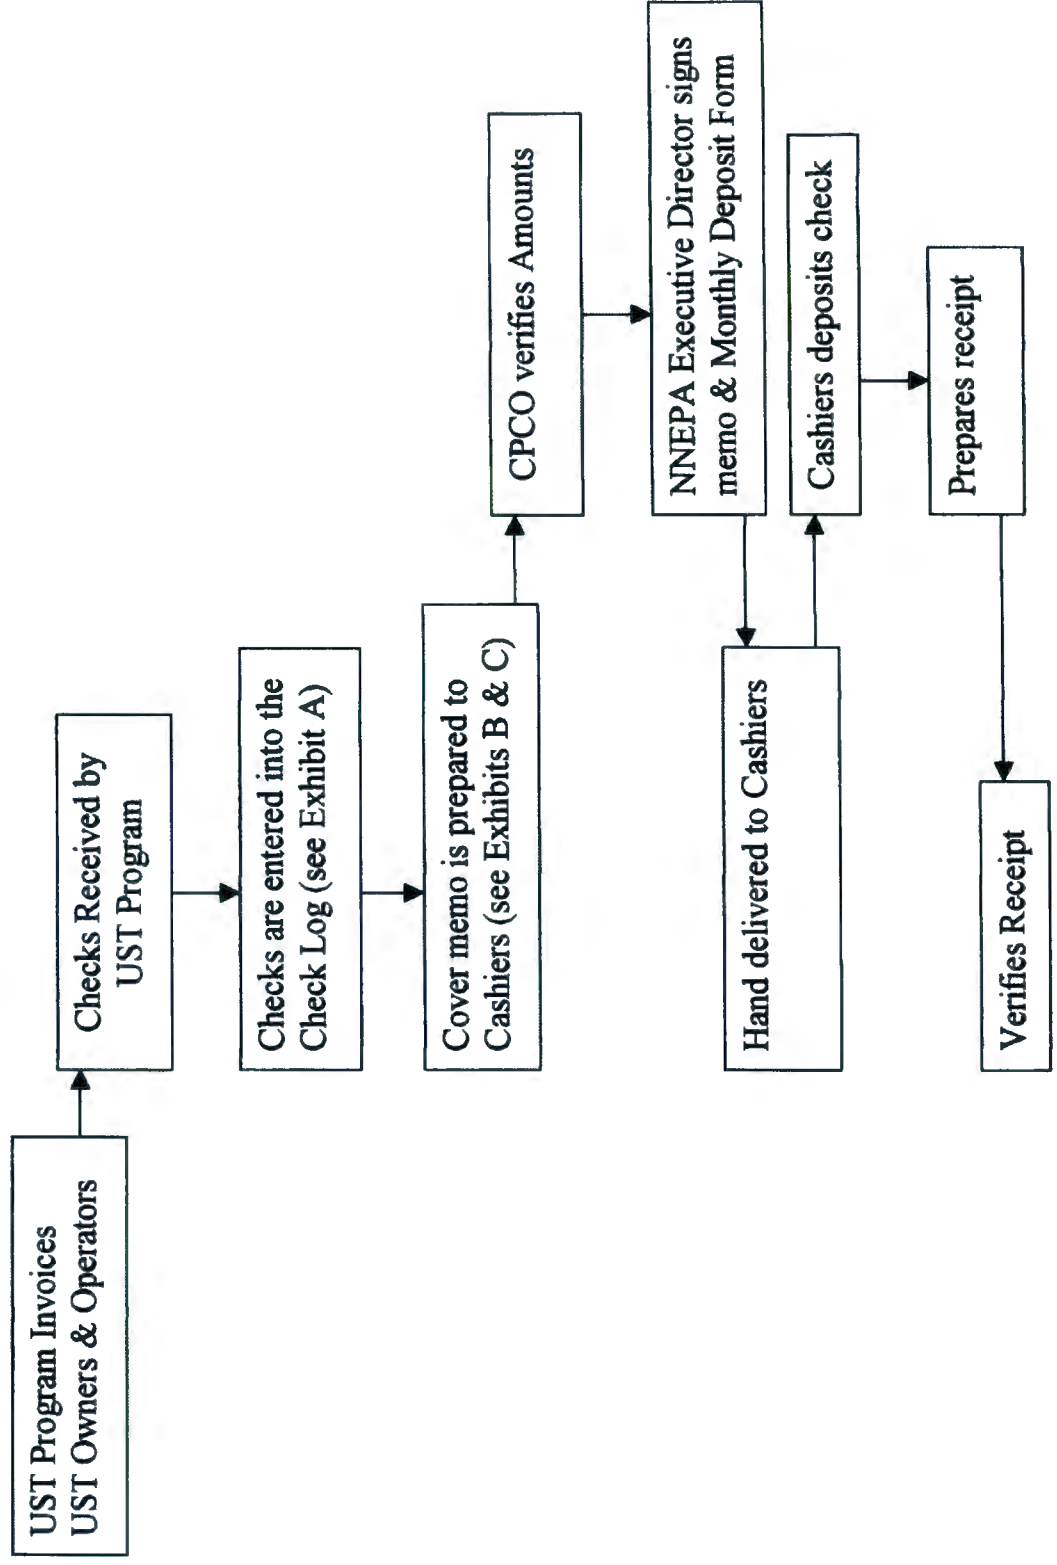 UST Program Invoices
UST Owners & Operators
Checks Received by
UST Program
Checks are entered into the
Check Log (see Exhibit A)
Cover memo is prepared to
Cashiers (see Exhibits B & C)
CPCO verifies Amounts
NNEPA Executive Director signs
memo & Monthly Deposit Form
Hand delivered to Cashiers
Cashiers deposits check
Prepares receipt
Verifies Receipt